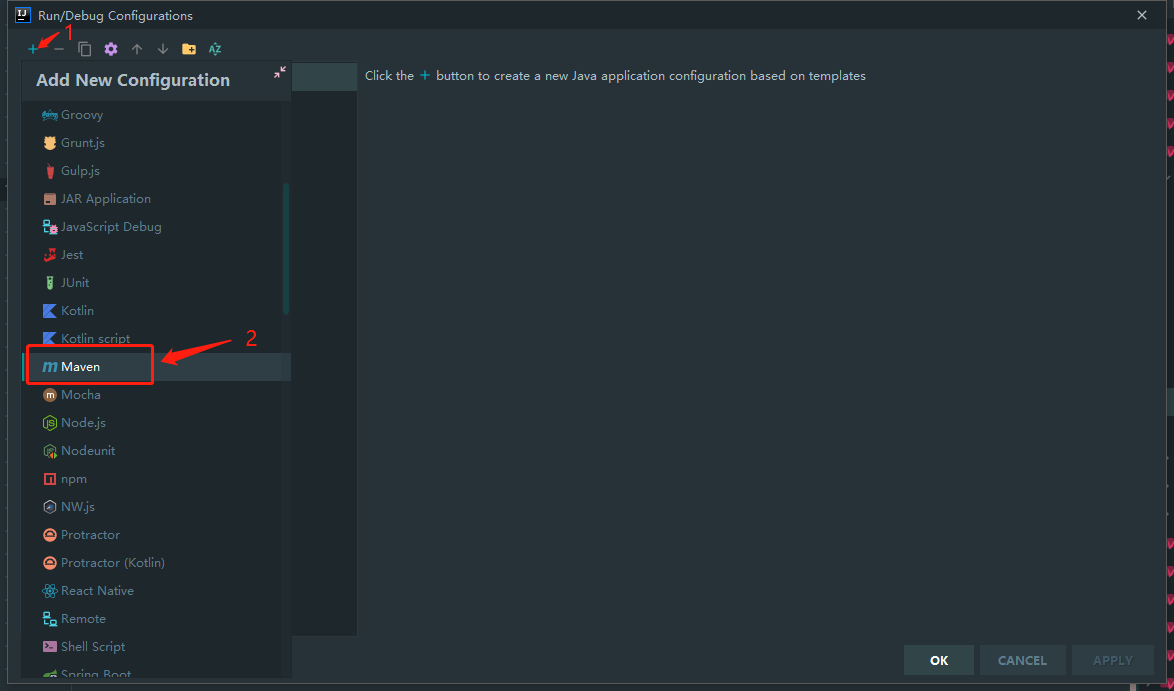 Run/Debug Configurations
1
Add New Configuration
Click the + button to create a new Java application configuration based on templates
Groovy
Grunt.js
Gulp.js
JAR Application
JavaScript Debug
Jest
JUnit
Kotlin
Kotlin script
2
Maven
Mocha
Node.js
Nodeunit
npm
NW.js
Protractor
Protractor (Kotlin)
React Native
Remote
Shell Script
Spring Boot
OK
CANCEL
APPLY